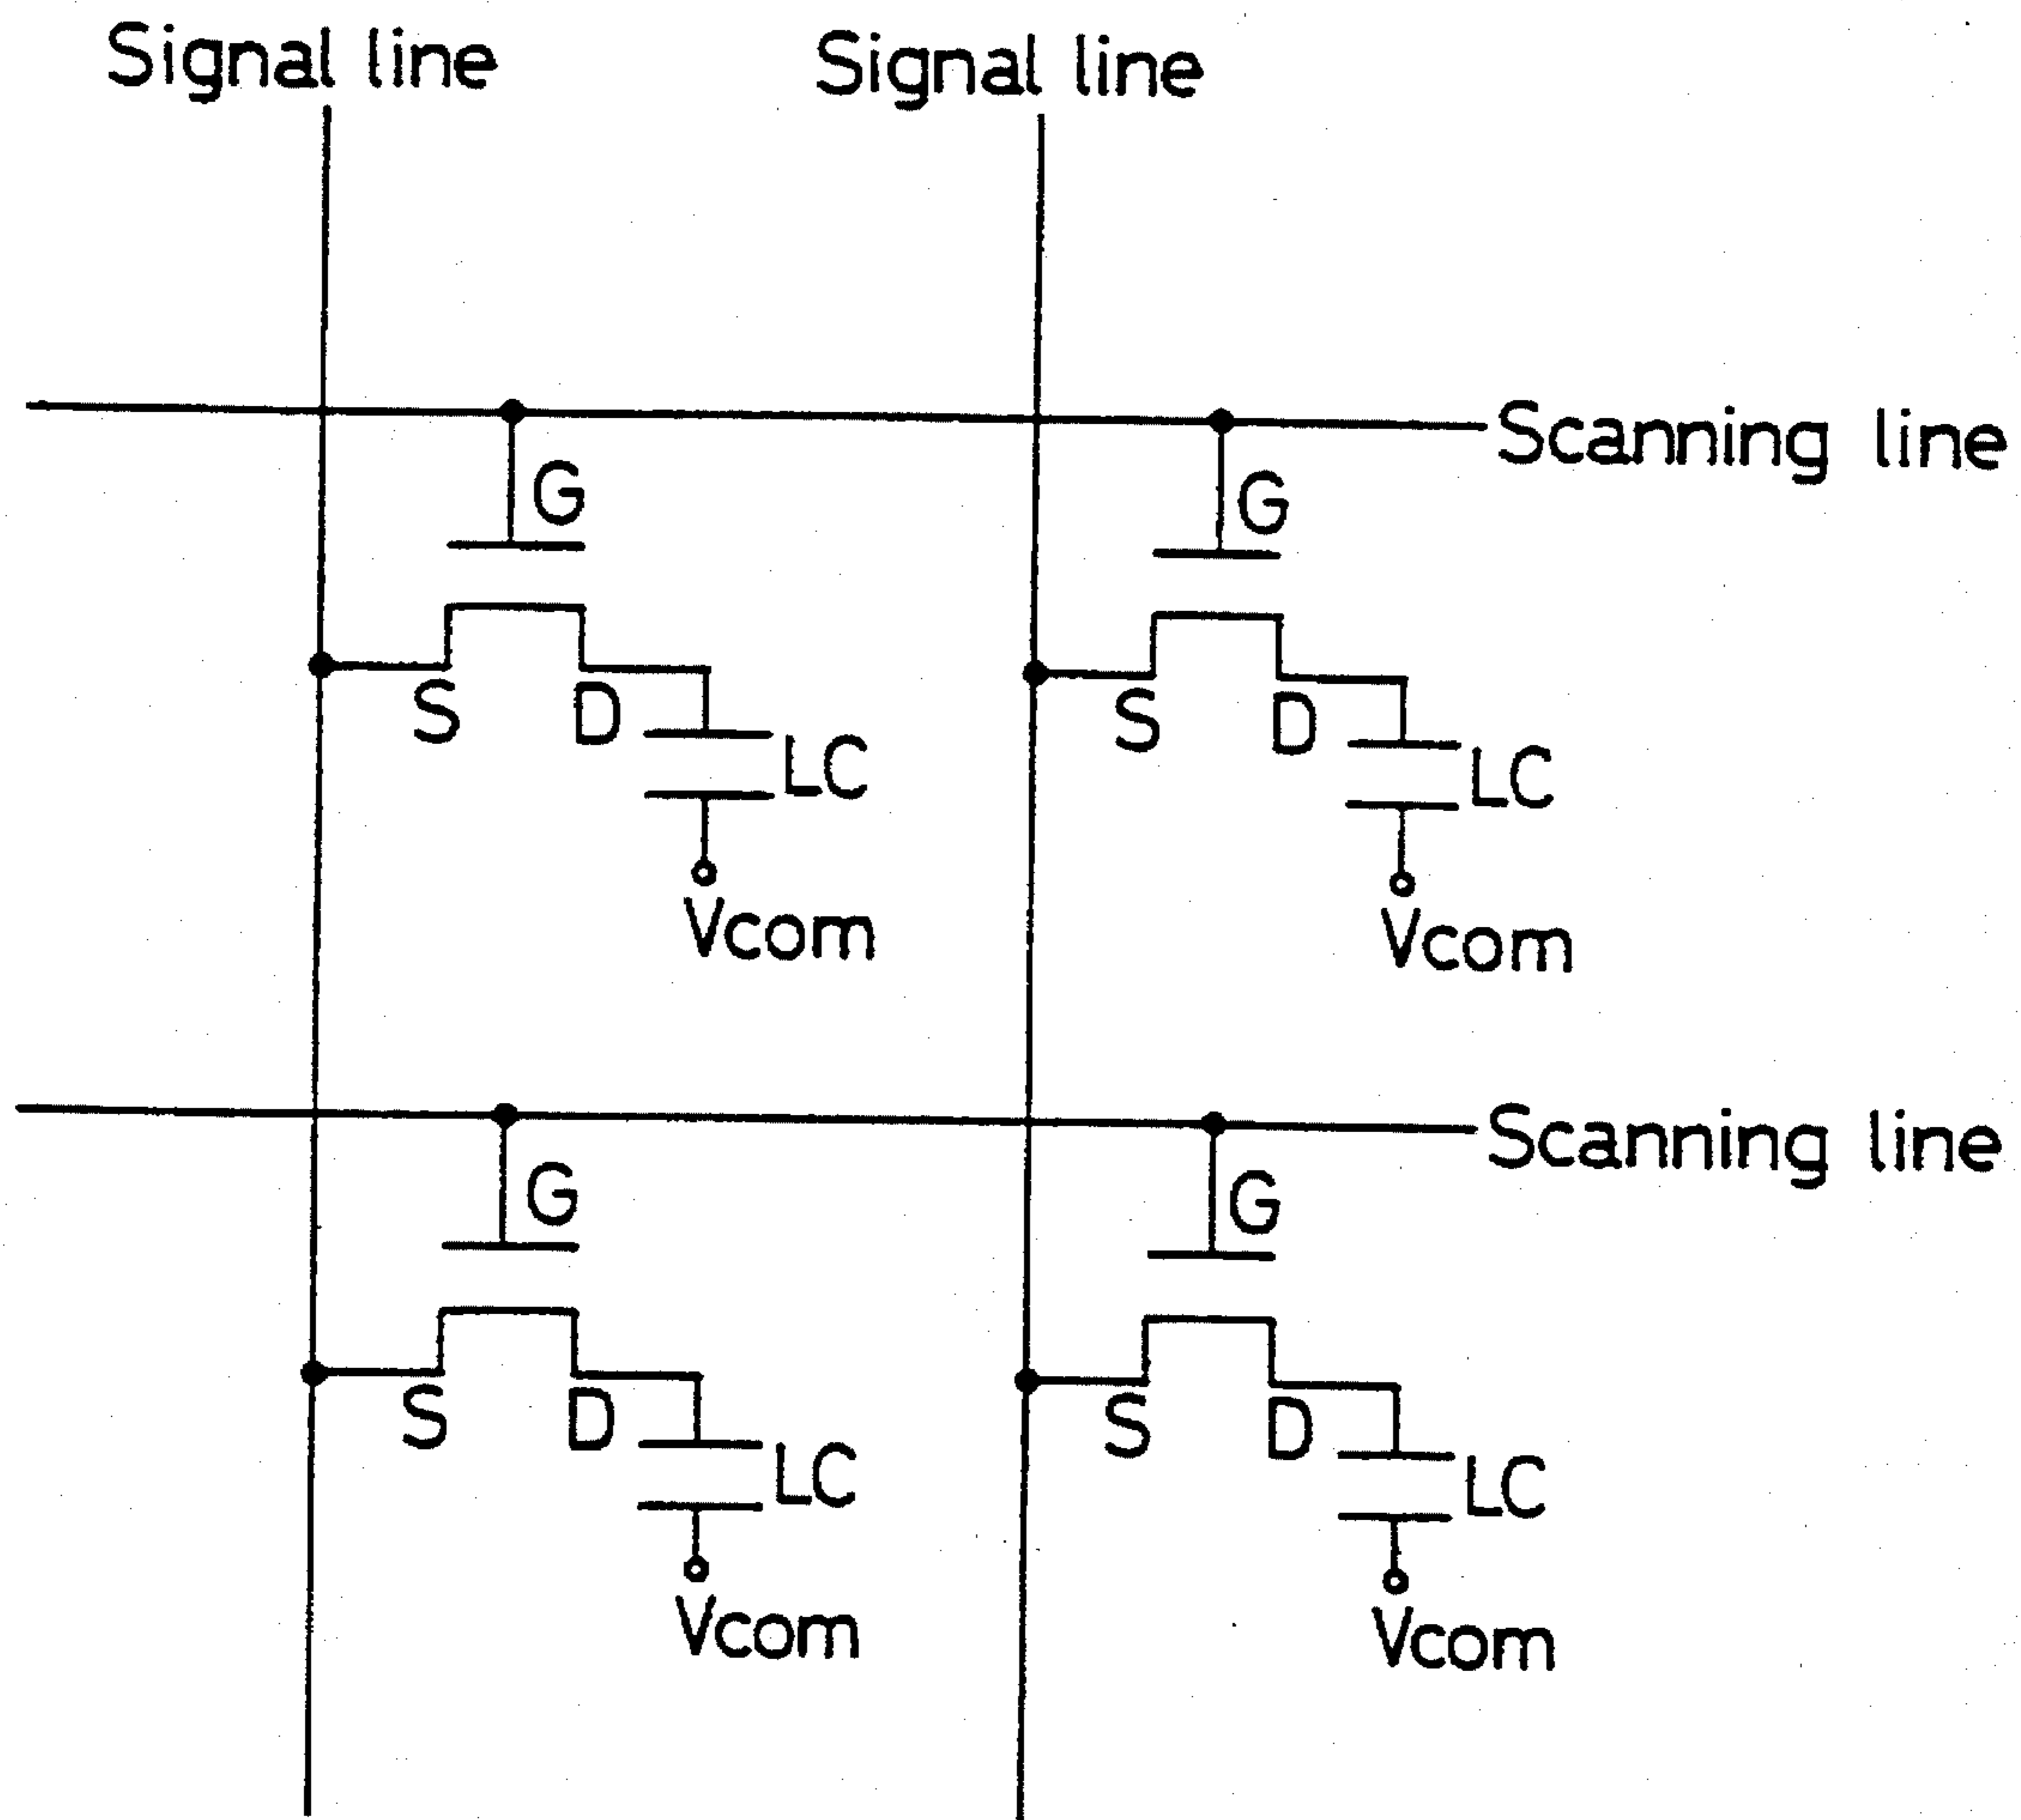 Signal line Signal line
Scanning line
G G
S D S D
LC LC
Vcom Vcom
Scanning line
G G
S D S D
LC LC
Vcom Vcom